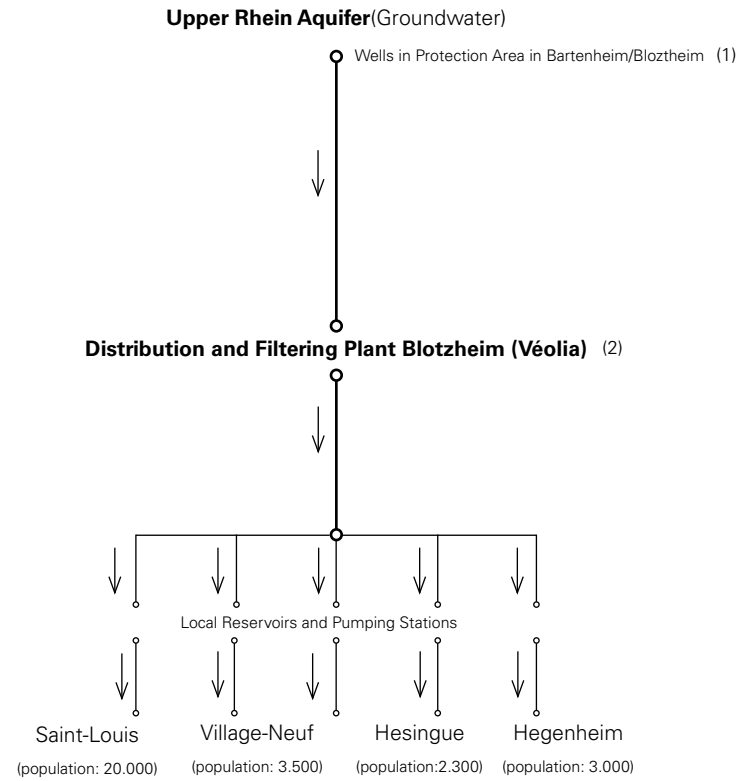 Upper Rhein Aquifer(Groundwater)
Wells in Protection Area in Bartenheim/Bloztheim (1)
Distribution and Filtering Plant Blotzheim (Véolia) (2)
Local Reservoirs and Pumping Stations
Saint-Louis Village-Neuf Hesingue Hegenheim
(population: 20.000) (population: 3.500) (population:2.300) (population: 3.000)